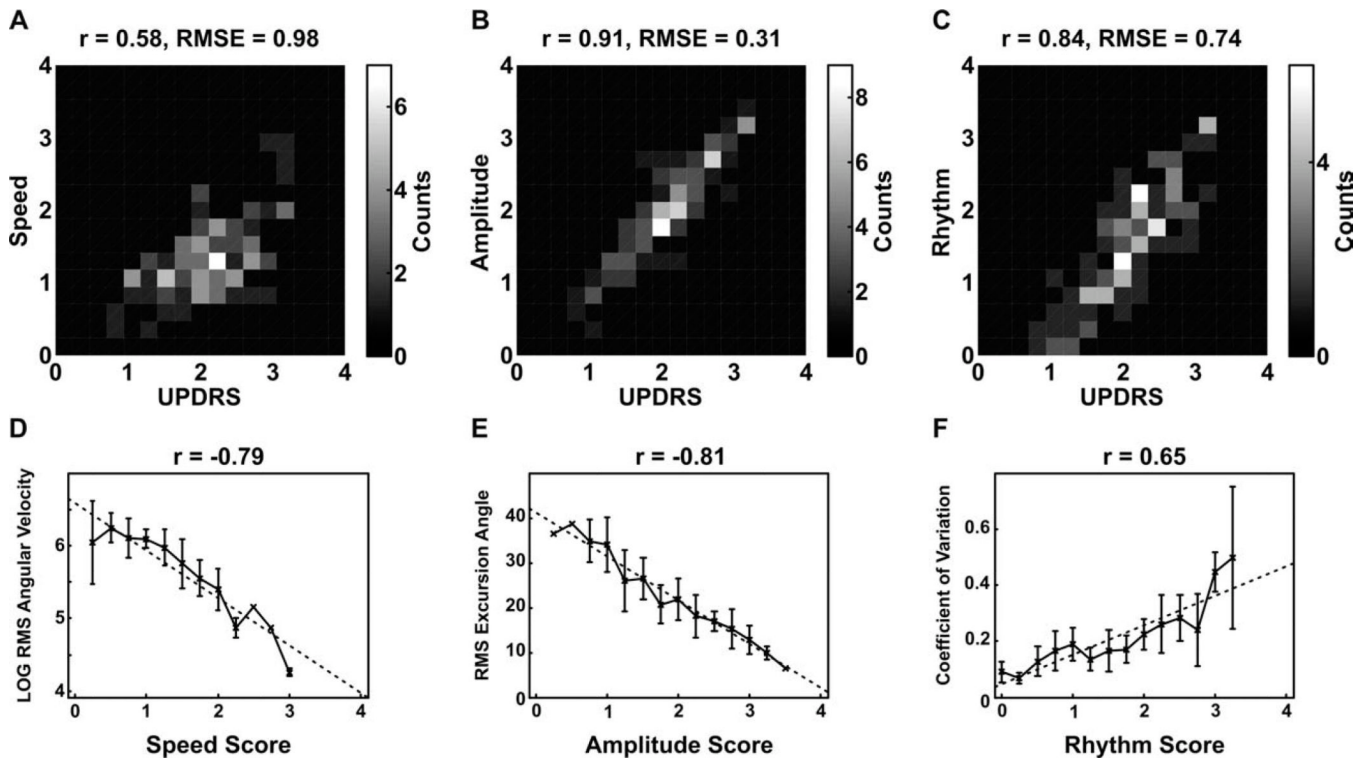 A
r = 0.58, RMSE = 0.98
4
3
2
1
0
Speed
0 1 2 3 4
UPDRS
6
4
2
0
Counts
B
r = 0.91, RMSE = 0.31
4
3
2
1
0
Amplitude
0 1 2 3 4
UPDRS
8
6
4
2
0
Counts
C
r = 0.84, RMSE = 0.74
4
3
2
1
0
Rhythm
0 1 2 3 4
UPDRS
4
0
Counts
D
r = -0.79
LOG RMS Angular Velocity
6
5
4
0 1 2 3 4
Speed Score
E
r = -0.81
RMS Excursion Angle
40
30
20
10
0
0 1 2 3 4
Amplitude Score
F
r = 0.65
Coefficient of Variation
0.6
0.4
0.2
0
0 1 2 3 4
Rhythm Score